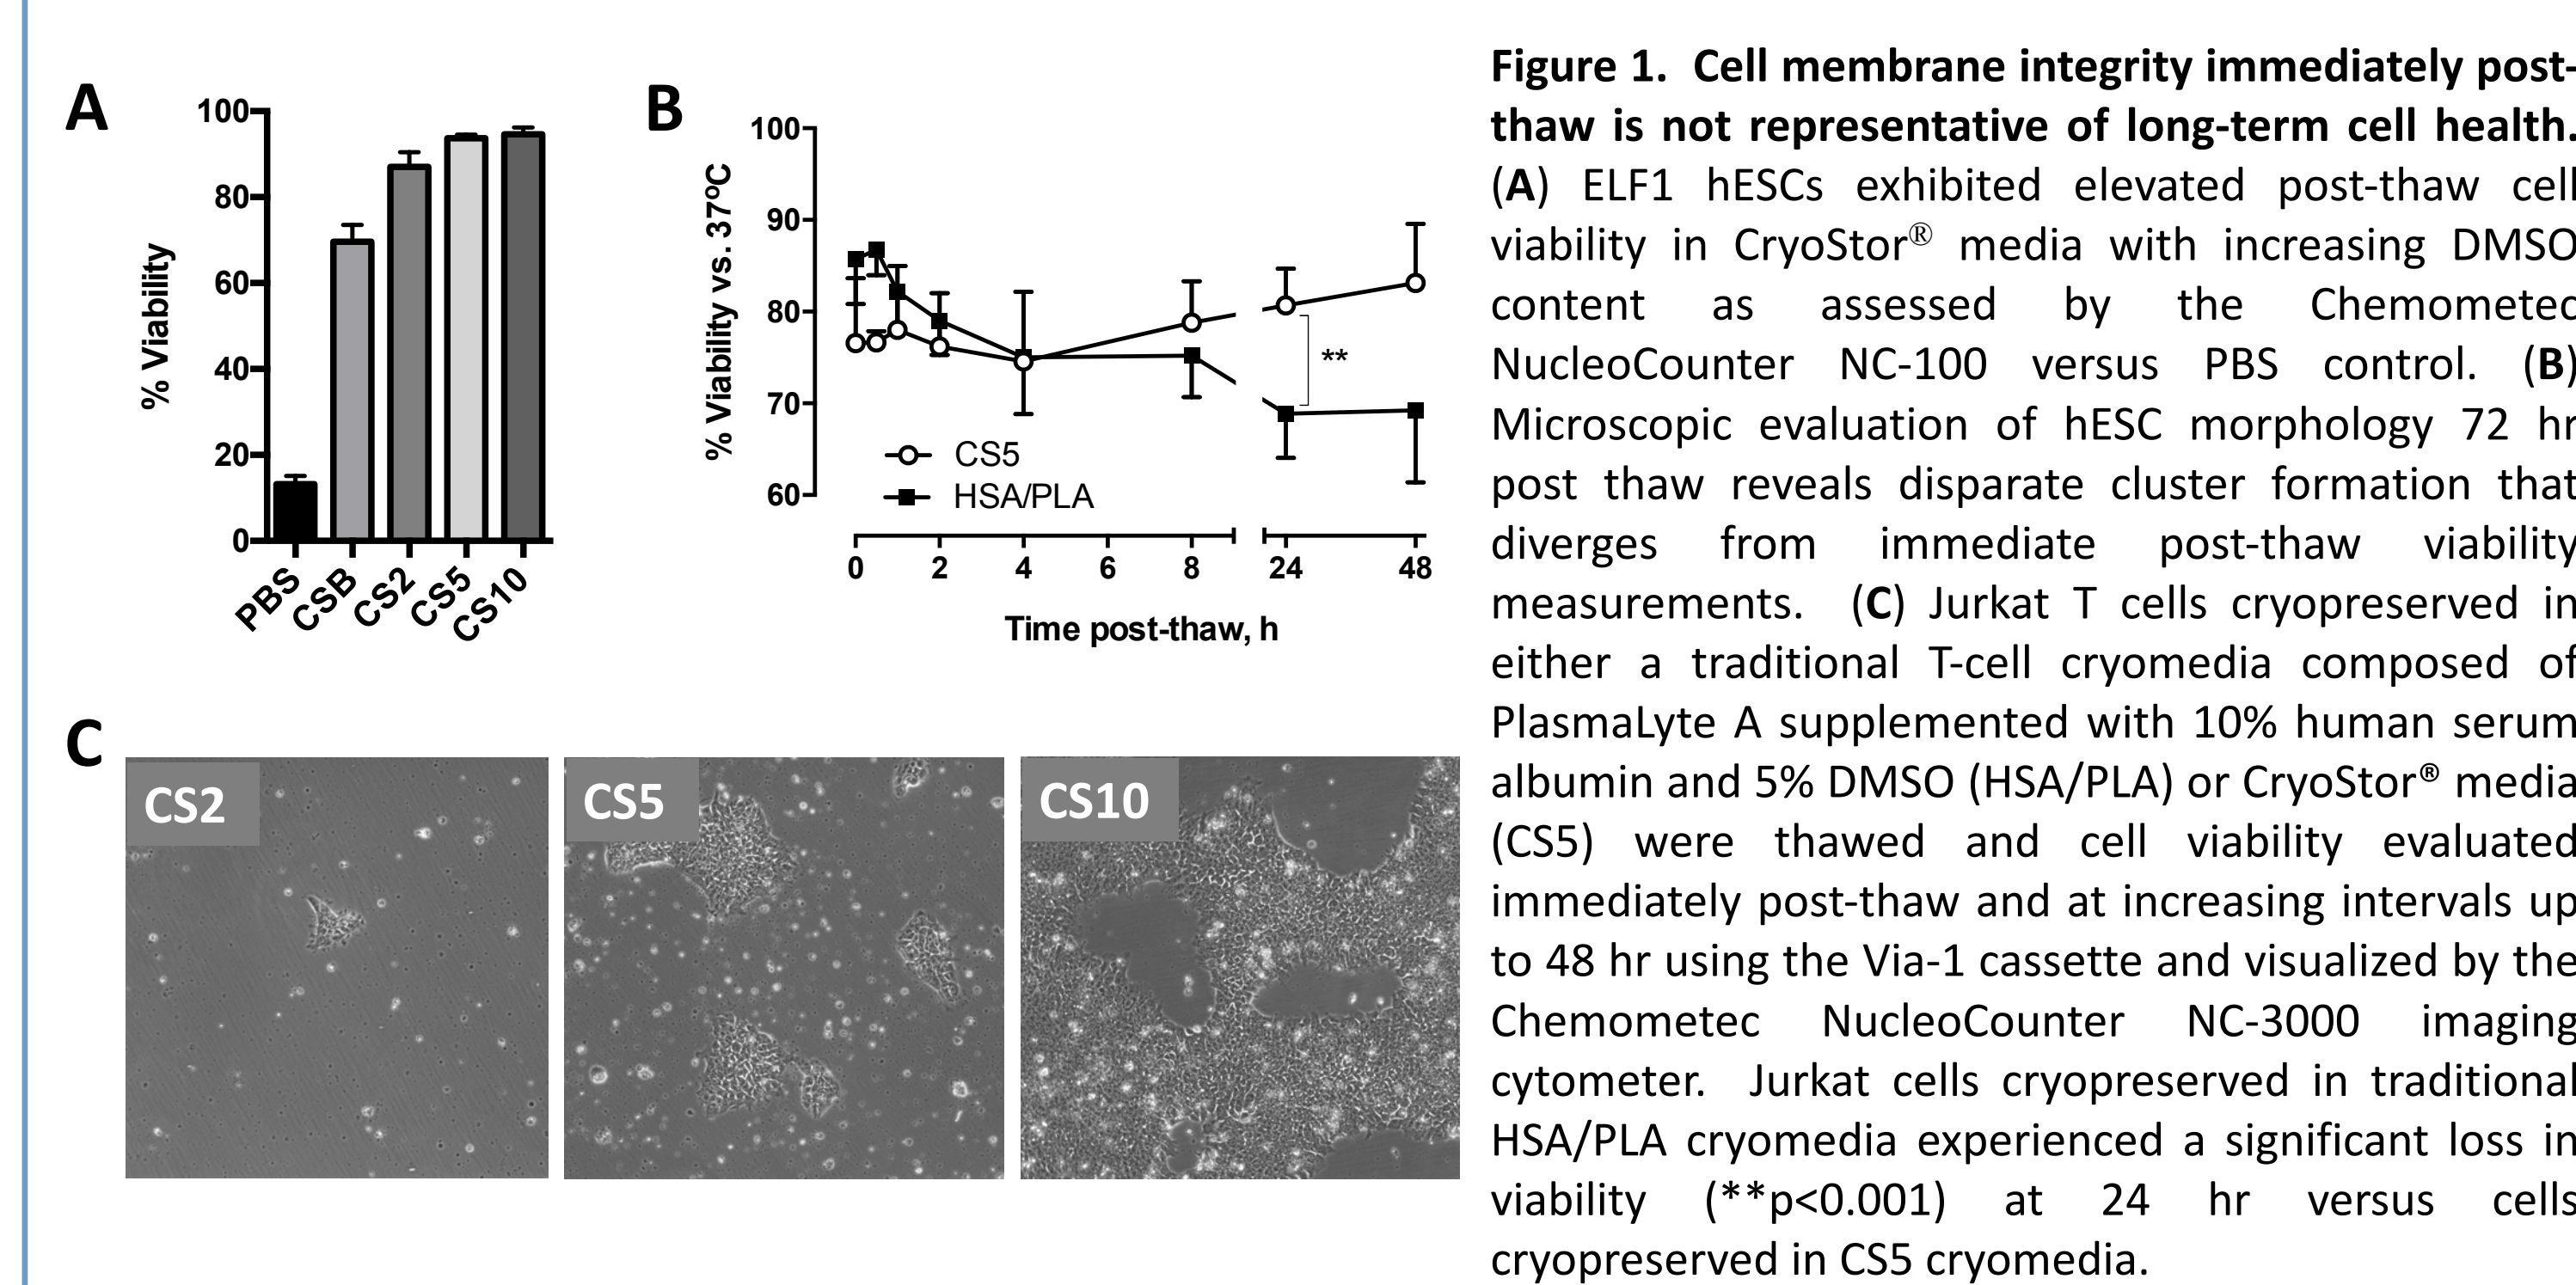 A
% Viability
100
80
60
40
20
0
PBS
CSB
CS2
CS5
CS10
B
% Viability vs. 37ºC
100
90
80
70
60
**
CS5
HSA/PLA
0 2 4 6 8 24 48
Time post-thaw, h
C
CS2
CS5
CS10
Figure 1. Cell membrane integrity immediately post-
thaw is not representative of long-term cell health.
(A) ELF1 hESCs exhibited elevated post-thaw cell
viability in CryoStor® media with increasing DMSO
content as assessed by the Chemometec
NucleoCounter NC-100 versus PBS control. (B)
Microscopic evaluation of hESC morphology 72 hr
post thaw reveals disparate cluster formation that
diverges from immediate post-thaw viability
measurements. (C) Jurkat T cells cryopreserved in
either a traditional T-cell cryomedia composed of
PlasmaLyte A supplemented with 10% human serum
albumin and 5% DMSO (HSA/PLA) or CryoStor® media
(CS5) were thawed and cell viability evaluated
immediately post-thaw and at increasing intervals up
to 48 hr using the Via-1 cassette and visualized by the
Chemometec NucleoCounter NC-3000 imaging
cytometer. Jurkat cells cryopreserved in traditional
HSA/PLA cryomedia experienced a significant loss in
viability (**p<0.001) at 24 hr versus cells
cryopreserved in CS5 cryomedia.